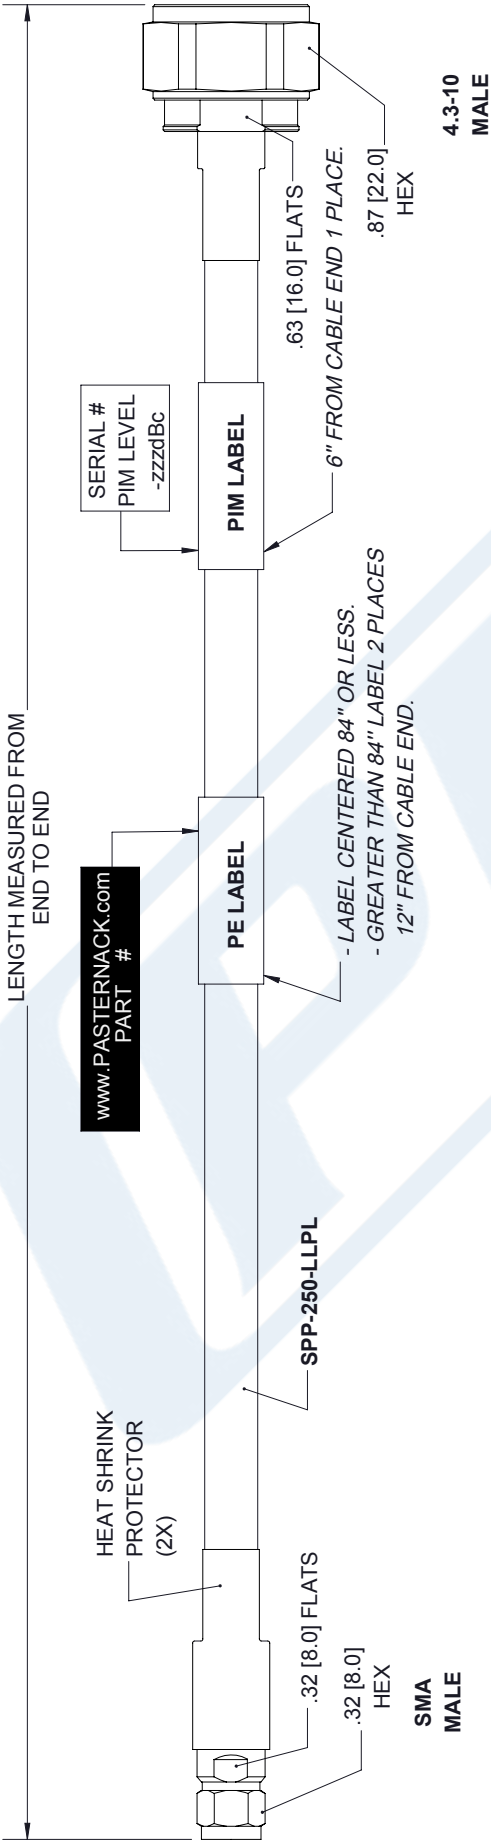 LENGTH MEASURED FROM
END TO END
HEAT SHRINK
PROTECTOR
(2X)
www.PASTERNACK.com
PART #
SERIAL #
PIM LEVEL
-zzzdBc
PE LABEL
PIM LABEL
.32 [8.0] FLATS
.32 [8.0]
HEX
SMA
MALE
SPP-250-LLPL
- LABEL CENTERED 84" OR LESS.
- GREATER THAN 84" LABEL 2 PLACES
12" FROM CABLE END.
6" FROM CABLE END 1 PLACE.
.63 [16.0] FLATS
.87 [22.0]
HEX
4.3-10
MALE